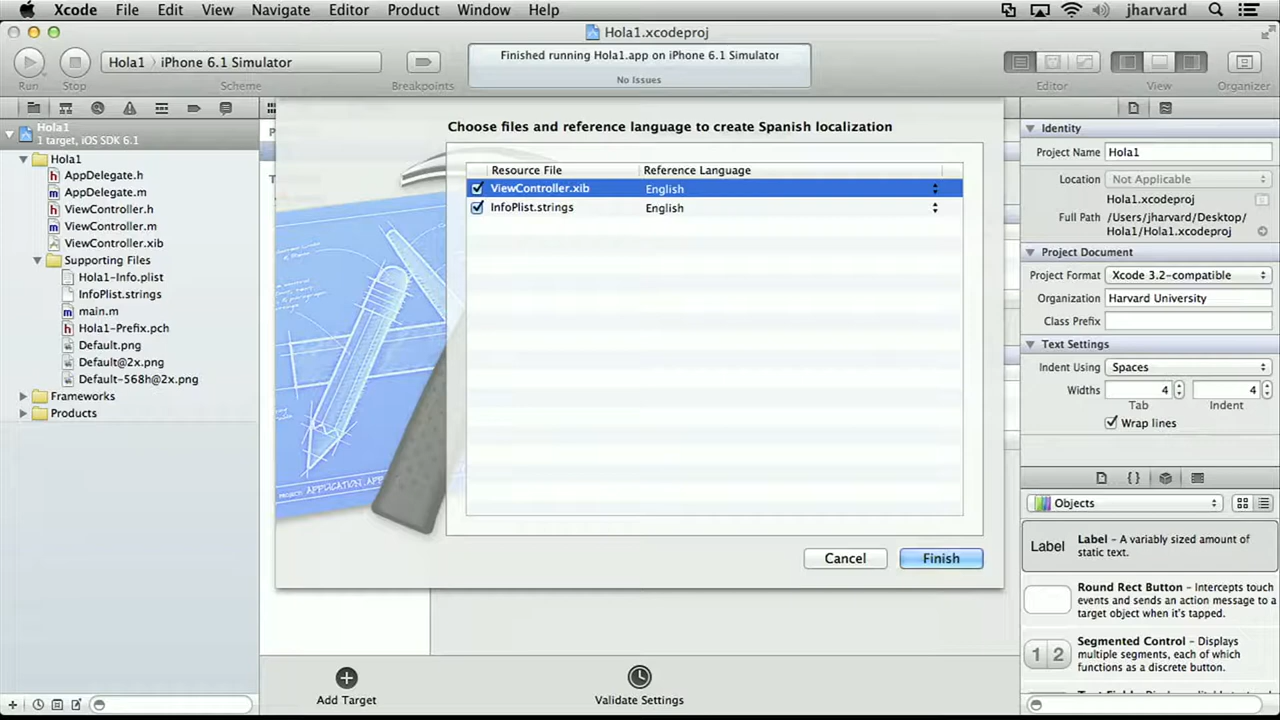 Xcode File Edit View Navigate Editor Product Window Help jharvard
Hola1.xcodeproj
Hola1 iPhone 6.1 Simulator
Finished running Hola1.app on iPhone 6.1 Simulator
No Issues
Run Stop Scheme Breakpoints Editor View Organizer
Hola1
1 target, iOS SDK 6.1
Hola1
AppDelegate.h
AppDelegate.m
ViewController.h
ViewController.m
ViewController.xib
Supporting Files
Hola1-Info.plist
InfoPlist.strings
main.m
Hola1-Prefix.pch
Default.png
Default@2x.png
Default-568h@2x.png
Frameworks
Products
Choose files and reference language to create Spanish localization
Resource File Reference Language
ViewController.xib English
InfoPlist.strings English
Cancel Finish
Add Target Validate Settings
Identity
Project Name Hola1
Location Not Applicable
Hola1.xcodeproj
Full Path /Users/jharvard/Desktop/
Hola1/Hola1.xcodeproj
Project Document
Project Format Xcode 3.2-compatible
Organization Harvard University
Class Prefix
Text Settings
Indent Using Spaces
Widths 4 4
Tab Indent
Wrap lines
Objects
Label
Label - A variably sized amount of
static text.
Round Rect Button - Intercepts touch
events and sends an action message to a
target object when it's tapped.
1 2
Segmented Control - Displays
multiple segments, each of which
functions as a discrete button.